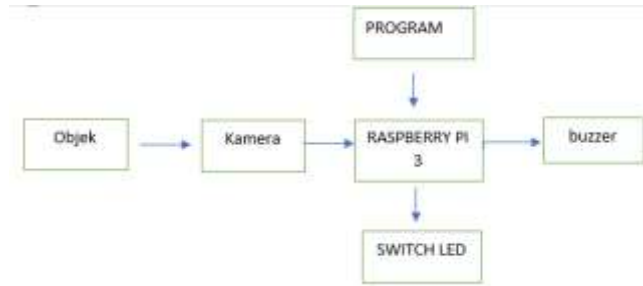 PROGRAM
Objek
Kamera
RASPBERRY PI
3
buzzer
SWITCH LED